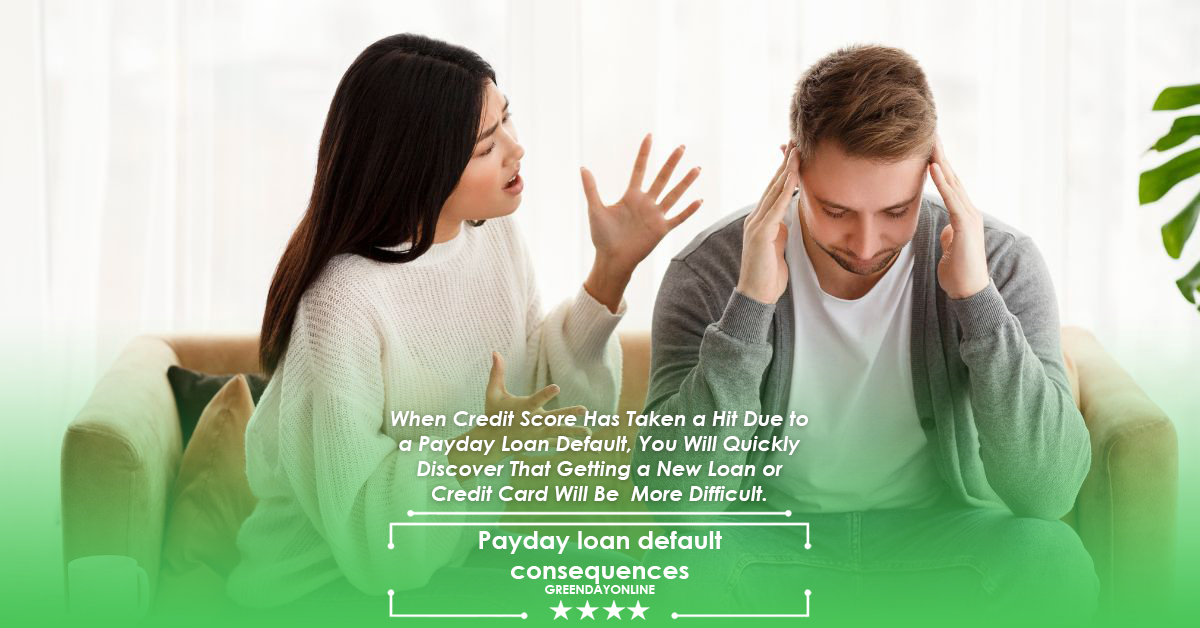 When Credit Score Has Taken a Hit Due to
a Payday Loan Default, You Will Quickly
Discover That Getting a New Loan or
Credit Card Will Be  More Difficult.
Payday loan default
consequences
GREENDAYONLINE